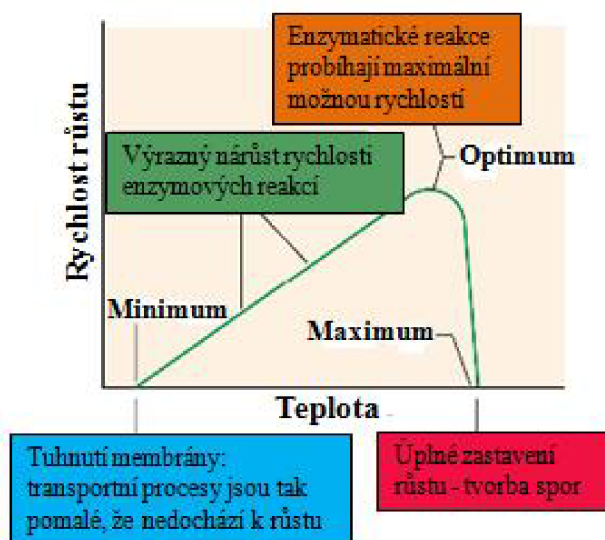 Enzymatické reakce
probíhají maximální
možnou rychlostí
Výrazný nárůst rychlosti
enzymových reakcí
Optimum
Rychlost růstu
Minimum
Maximum
Teplota
Tuhnutí membrány:
transportní procesy jsou tak
pomalé, že nedochází k růstu
Úplné zastavení
růstu - tvorba spor